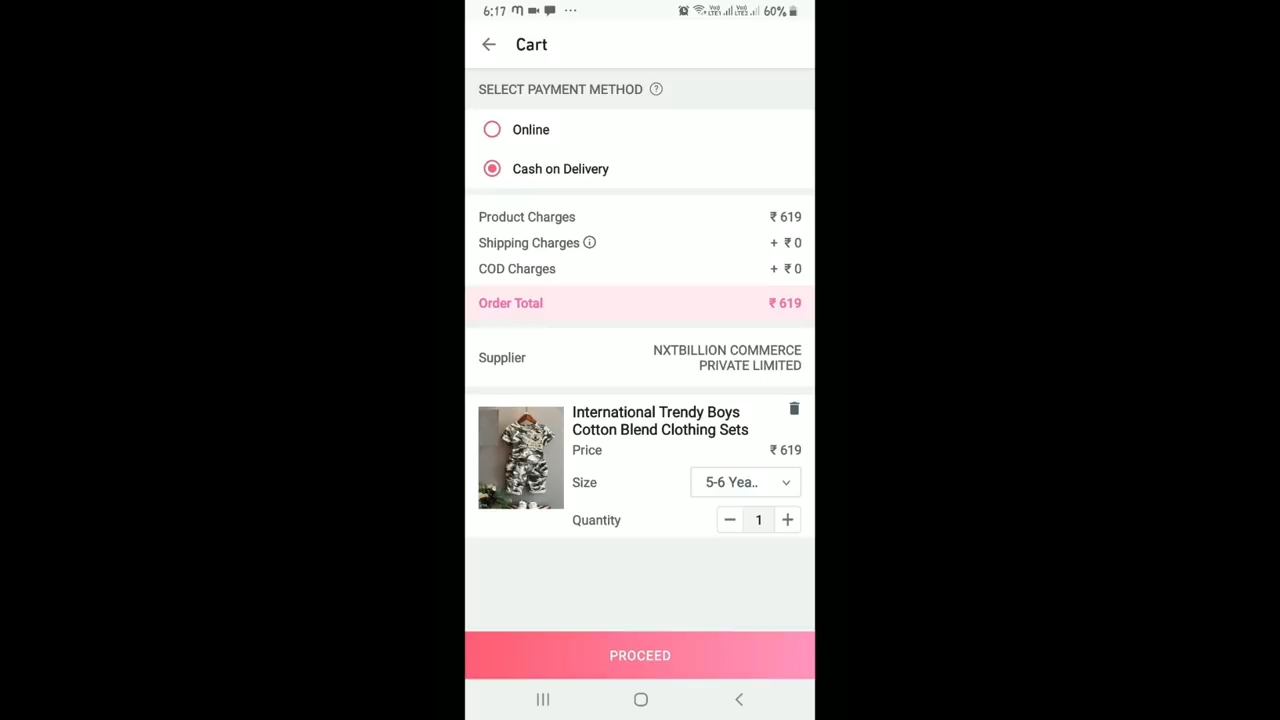 6:17 60%
Cart
SELECT PAYMENT METHOD
Online
Cash on Delivery
Product Charges ₹ 619
Shipping Charges + ₹ 0
COD Charges + ₹ 0
Order Total ₹ 619
Supplier NXTBILLION COMMERCE
PRIVATE LIMITED
International Trendy Boys
Cotton Blend Clothing Sets
Price ₹ 619
Size 5-6 Yea..
Quantity 1
PROCEED